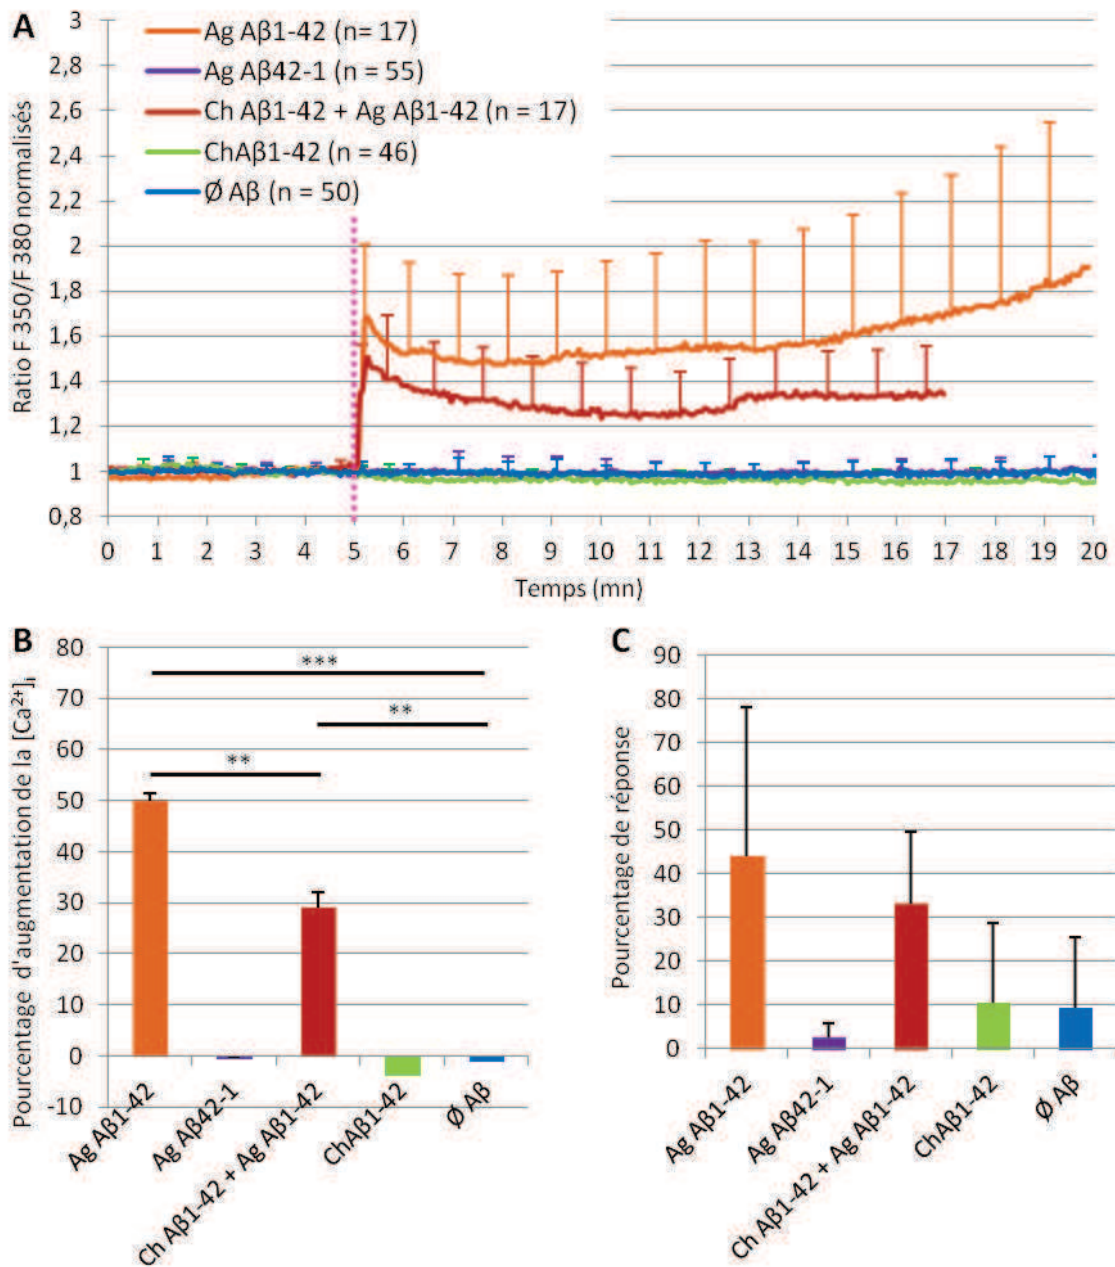 A
Ratio F 350/F 380 normalisés
3
2,8
2,6
2,4
2,2
2
1,8
1,6
1,4
1,2
1
0,8
Ag Aβ1-42 (n= 17)
Ag Aβ42-1 (n = 55)
Ch Aβ1-42 + Ag Aβ1-42 (n = 17)
ChAβ1-42 (n = 46)
Ø Aβ (n = 50)
0 1 2 3 4 5 6 7 8 9 10 11 12 13 14 15 16 17 18 19 20
Temps (mn)
B
Pourcentage d'augmentation de la [Ca²⁺]ᵢ
80
70
60
50
40
30
20
10
0
-10
***
**
**
Ag Aβ1-42
Ag Aβ42-1
Ch Aβ1-42 + Ag Aβ1-42
ChAβ1-42
Ø Aβ
C
Pourcentage de réponse
90
80
70
60
50
40
30
20
10
0
Ag Aβ1-42
Ag Aβ42-1
Ch Aβ1-42 + Ag Aβ1-42
ChAβ1-42
Ø Aβ